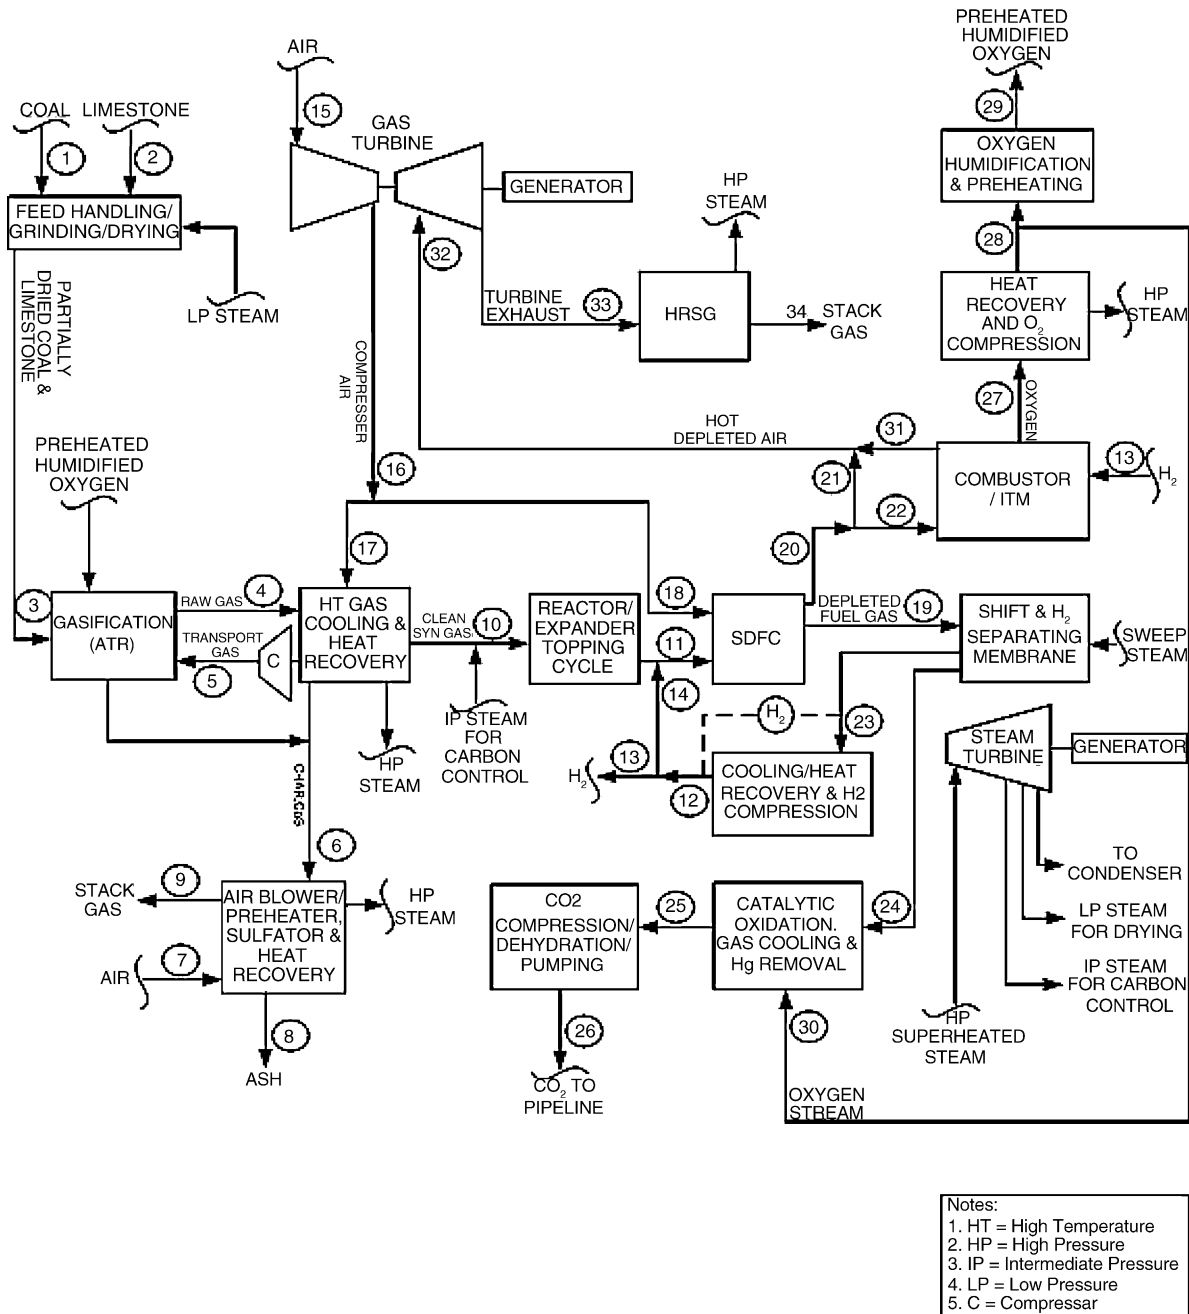 PREHEATED
HUMIDIFIED
OXYGEN
AIR
29
15
COAL
LIMESTONE
GAS
TURBINE
1
2
OXYGEN
HUMIDIFICATION
& PREHEATING
GENERATOR
HP
STEAM
FEED HANDLING/
GRINDING/DRYING
32
28
PARTIALLY
DRIED COAL &
LIMESTONE
LP STEAM
TURBINE
EXHAUST
33
HRSG
34
STACK
GAS
HEAT
RECOVERY
AND O2
COMPRESSION
HP
STEAM
COMPRESSER
AIR
27
OXYGEN
HOT
DEPLETED AIR
31
PREHEATED
HUMIDIFIED
OXYGEN
16
21
22
COMBUSTOR
/ ITM
13
H2
17
20
3
4
RAW GAS
GASIFICATION
(ATR)
TRANSPORT
GAS
5
C
HT GAS
COOLING &
HEAT
RECOVERY
CLEAN
SYN GAS
10
REACTOR/
EXPANDER
TOPPING
CYCLE
18
11
14
SDFC
DEPLETED
FUEL GAS
19
SHIFT & H2
SEPARATING
MEMBRANE
SWEEP
STEAM
IP STEAM
FOR
CARBON
CONTROL
HP
STEAM
H2
23
STEAM
TURBINE
GENERATOR
13
H2
12
COOLING/HEAT
RECOVERY & H2
COMPRESSION
6
9
STACK
GAS
AIR BLOWER/
PREHEATER,
SULFATOR &
HEAT
RECOVERY
HP
STEAM
7
AIR
8
ASH
CO2
COMPRESSION/
DEHYDRATION/
PUMPING
25
CATALYTIC
OXIDATION.
GAS COOLING &
Hg REMOVAL
24
TO
CONDENSER
LP STEAM
FOR DRYING
IP STEAM
FOR CARBON
CONTROL
26
30
HP
SUPERHEATED
STEAM
CO2 TO
PIPELINE
OXYGEN
STREAM
Notes:
1. HT = High Temperature
2. HP = High Pressure
3. IP = Intermediate Pressure
4. LP = Low Pressure
5. C = Compressar